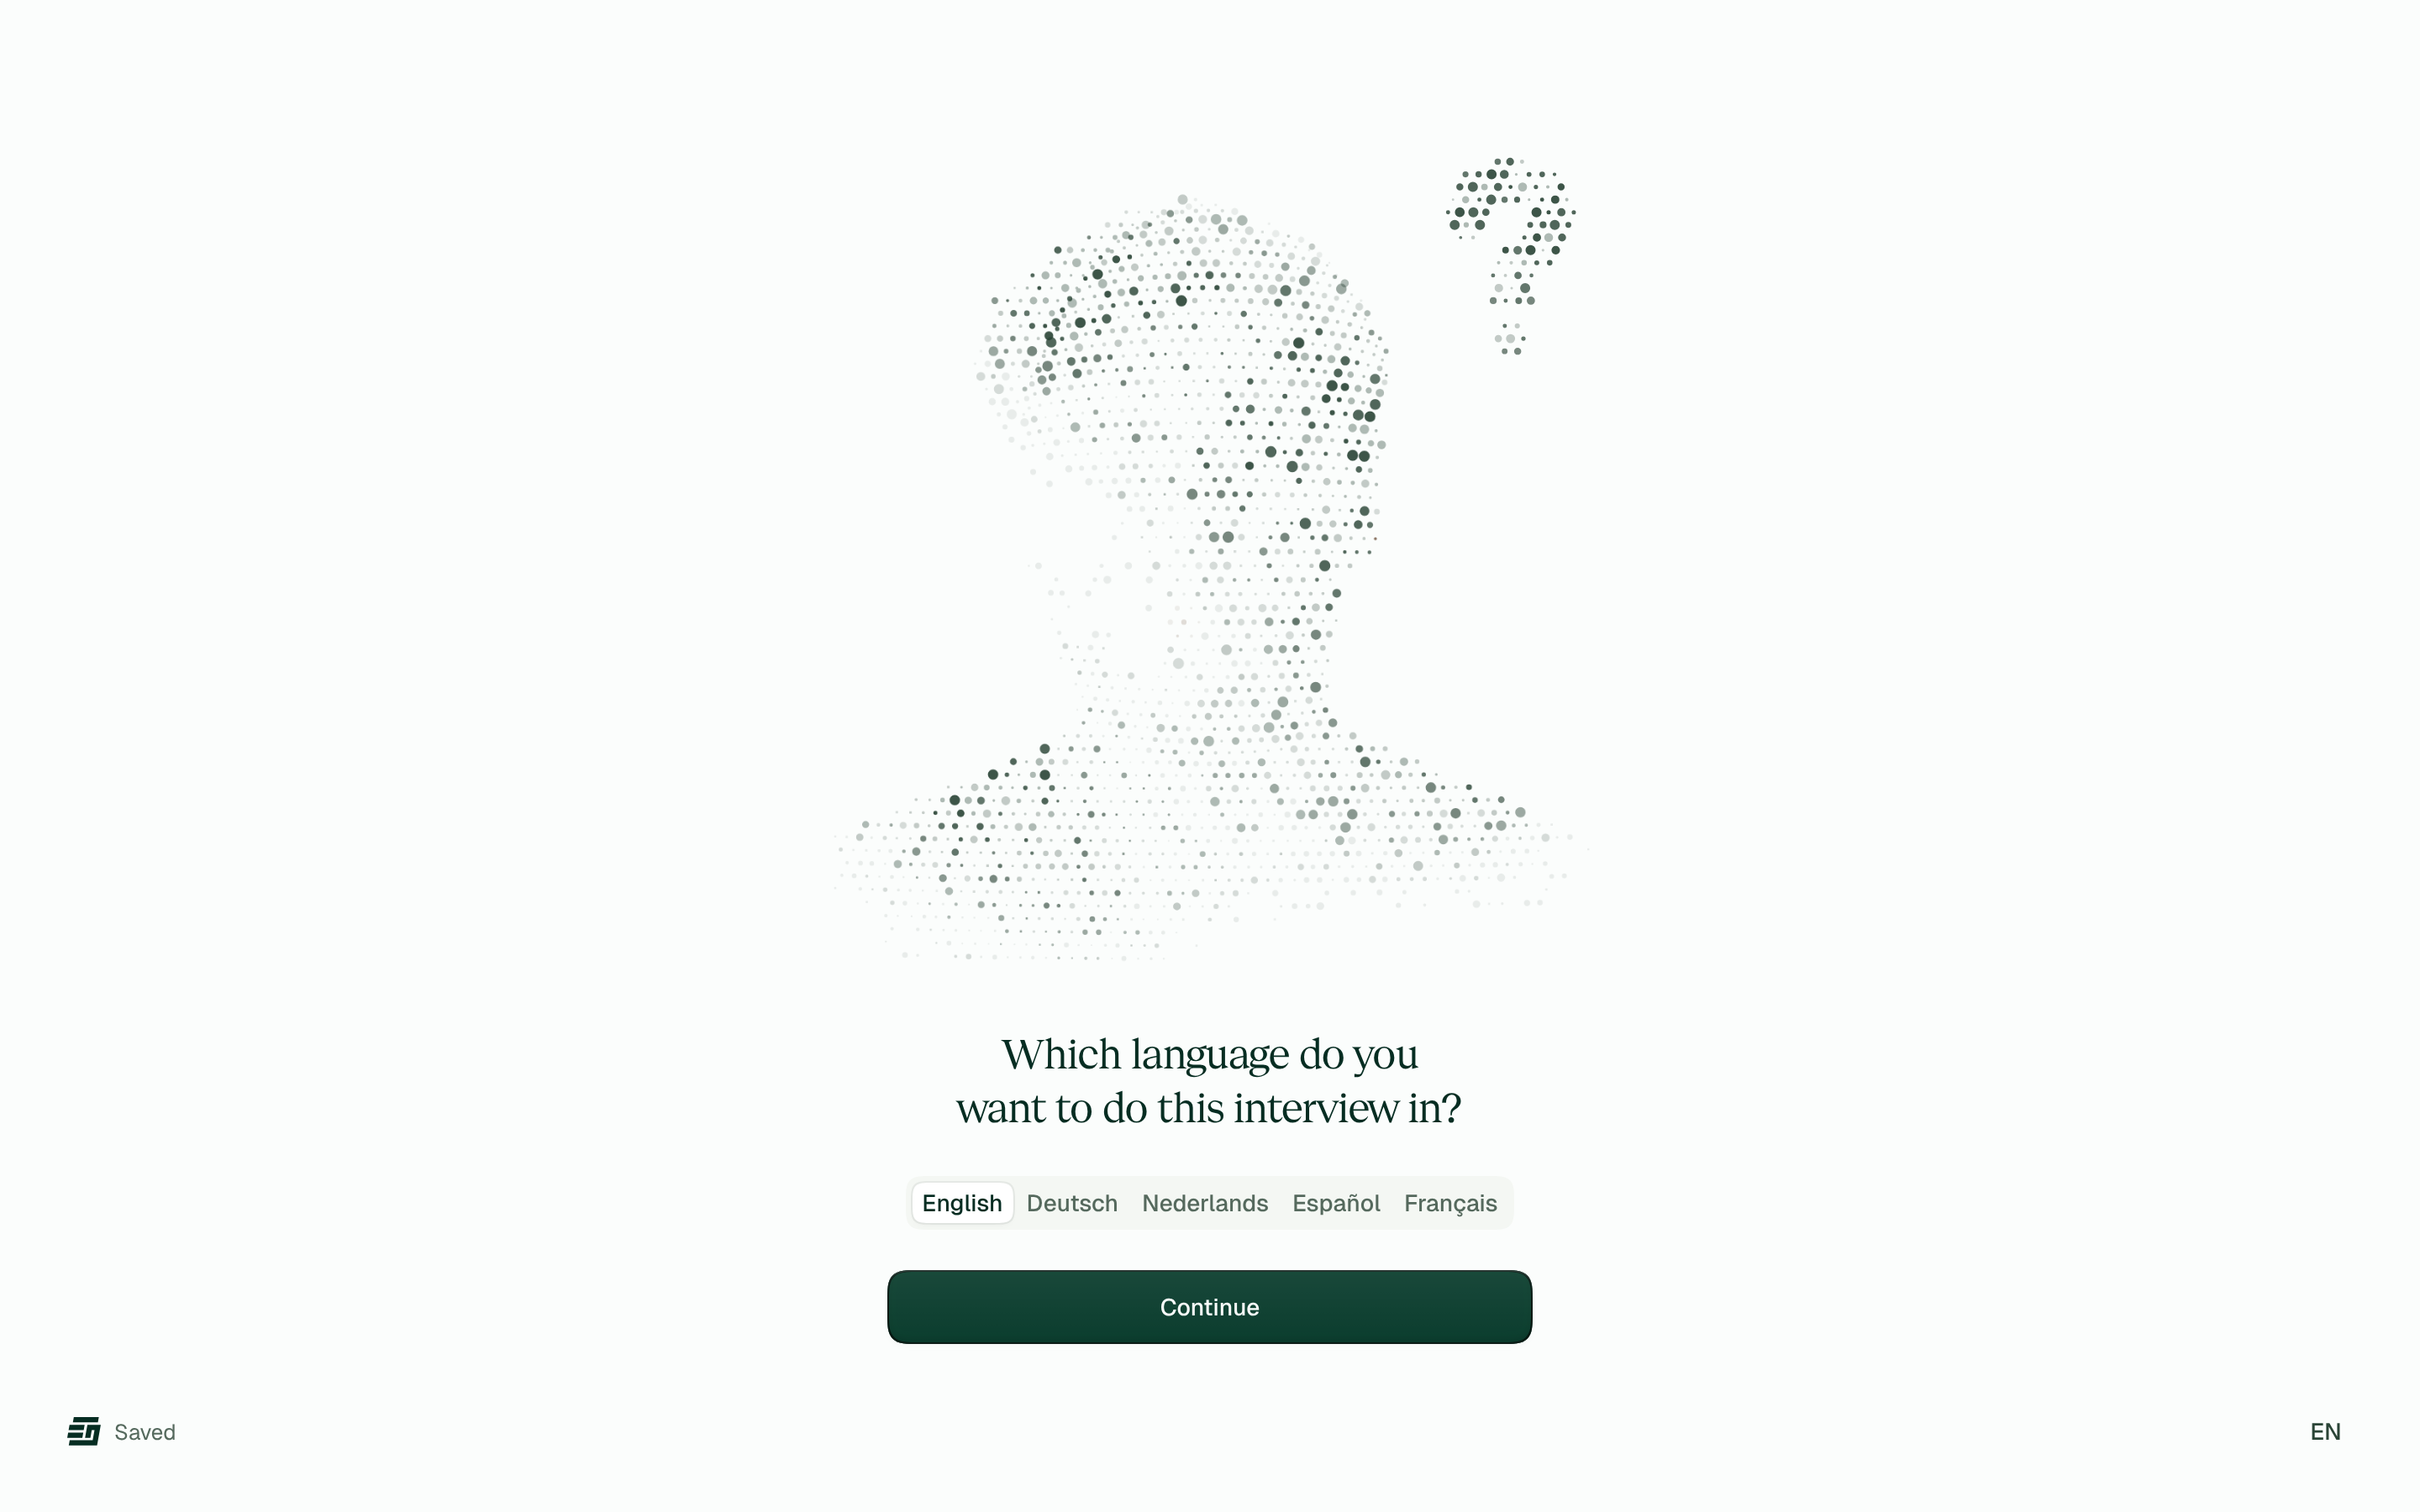 Which language do you
want to do this interview in?
English Deutsch Nederlands Español Français
Continue
Saved
EN